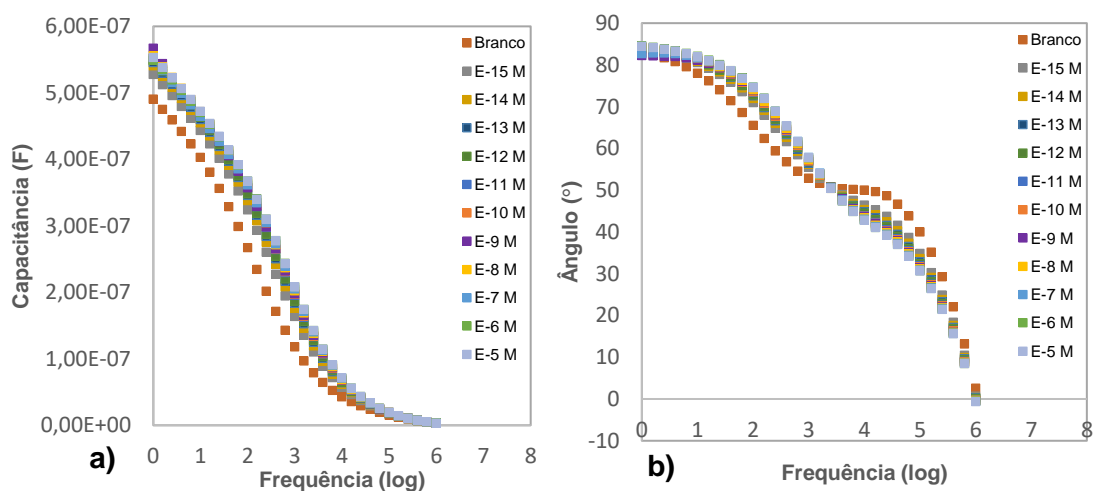 6,00E-07
5,00E-07
4,00E-07
3,00E-07
2,00E-07
1,00E-07
0,00E+00
Capacitância (F)
0 1 2 3 4 5 6 7 8
Frequência (log)
a)
Branco
E-15 M
E-14 M
E-13 M
E-12 M
E-11 M
E-10 M
E-9 M
E-8 M
E-7 M
E-6 M
E-5 M
90
80
70
60
50
40
30
20
10
0
-10
Ângulo (°)
0 1 2 3 4 5 6 7 8
Frequência (log)
b)
Branco
E-15 M
E-14 M
E-13 M
E-12 M
E-11 M
E-10 M
E-9 M
E-8 M
E-7 M
E-6 M
E-5 M